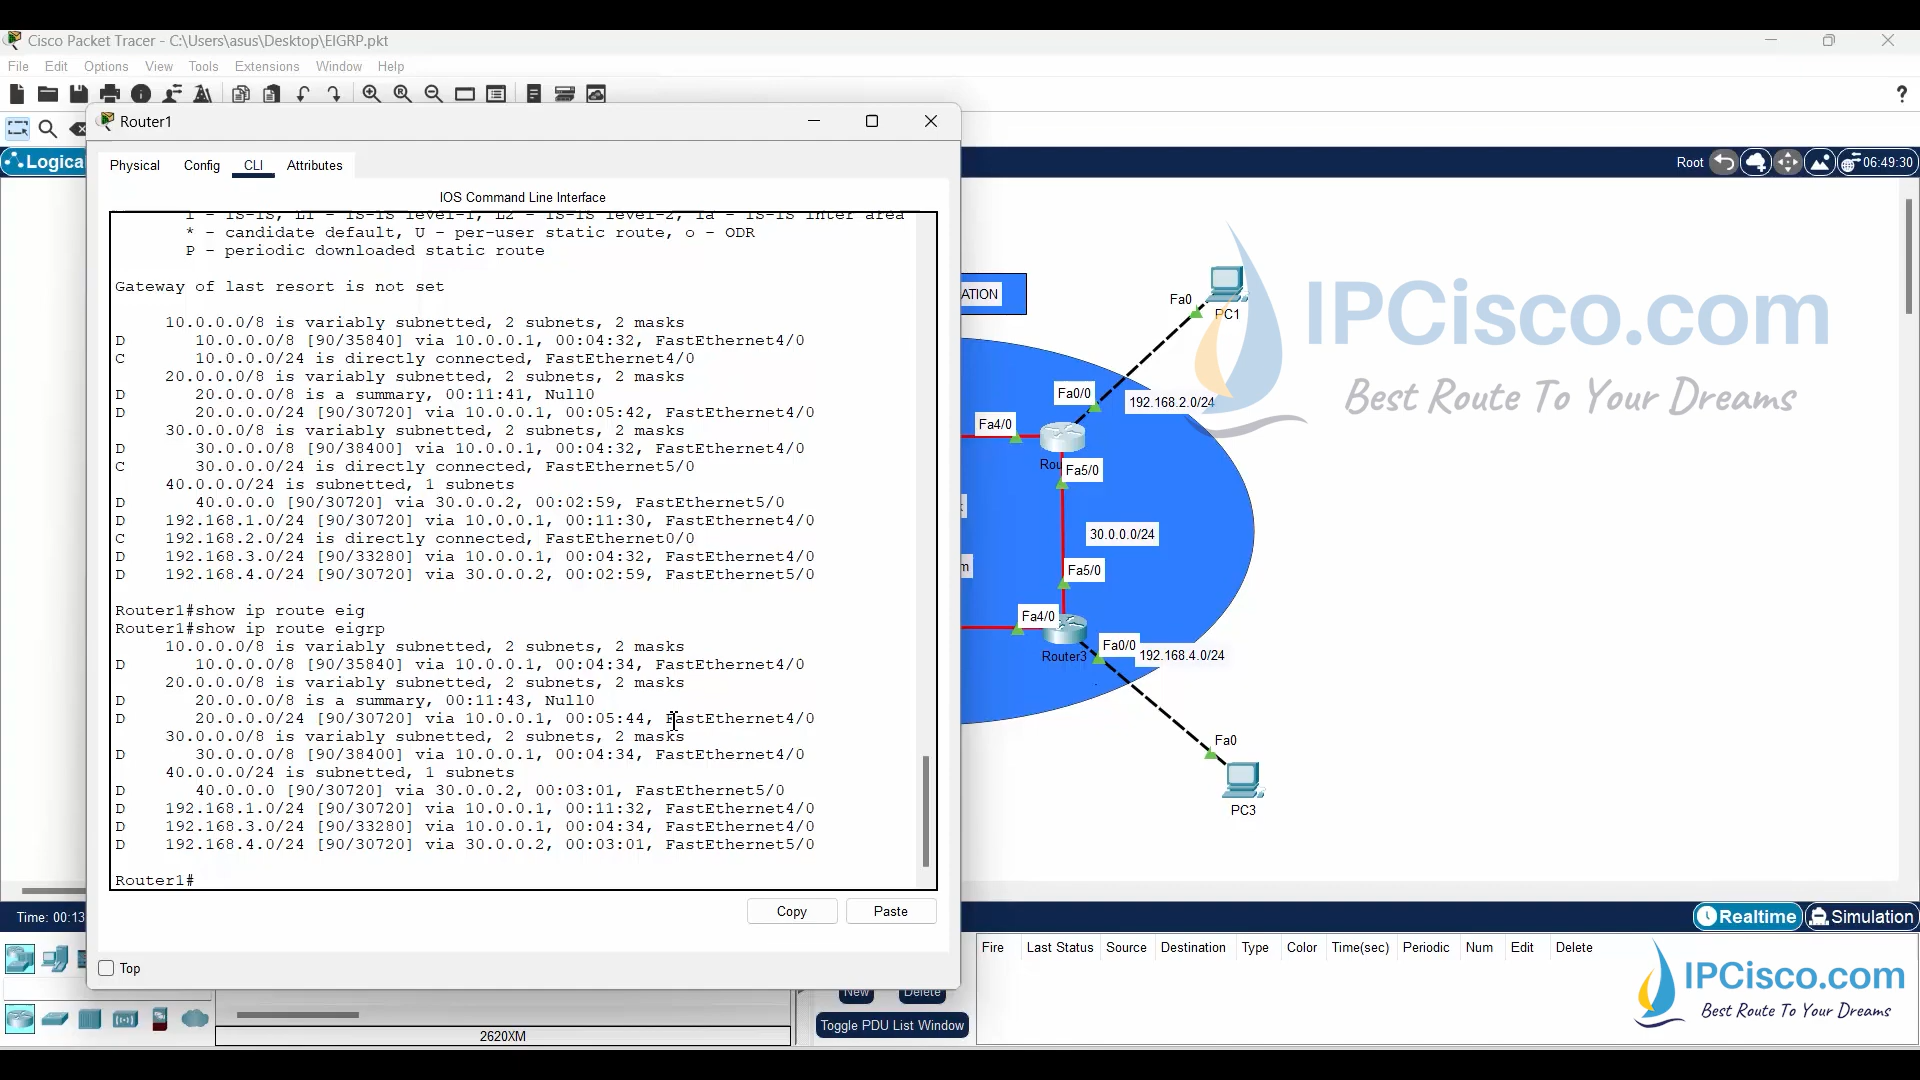 Cisco Packet Tracer - C:\Users\asus\Desktop\EIGRP.pkt
File Edit Options View Tools Extensions Window Help
?
Router1
Logica
Root
06:49:30
Physical Config CLI Attributes
IOS Command Line Interface
i - IS-IS, L1 - IS-IS level-1, L2 - IS-IS level-2, ia - IS-IS inter area
* - candidate default, U - per-user static route, o - ODR
P - periodic downloaded static route
Gateway of last resort is not set
10.0.0.0/8 is variably subnetted, 2 subnets, 2 masks
D 10.0.0.0/8 [90/35840] via 10.0.0.1, 00:04:32, FastEthernet4/0
C 10.0.0.0/24 is directly connected, FastEthernet4/0
20.0.0.0/8 is variably subnetted, 2 subnets, 2 masks
D 20.0.0.0/8 is a summary, 00:11:41, Null0
D 20.0.0.0/24 [90/30720] via 10.0.0.1, 00:05:42, FastEthernet4/0
30.0.0.0/8 is variably subnetted, 2 subnets, 2 masks
D 30.0.0.0/8 [90/38400] via 10.0.0.1, 00:04:32, FastEthernet4/0
C 30.0.0.0/24 is directly connected, FastEthernet5/0
40.0.0.0/24 is subnetted, 1 subnets
D 40.0.0.0 [90/30720] via 30.0.0.2, 00:02:59, FastEthernet5/0
D 192.168.1.0/24 [90/30720] via 10.0.0.1, 00:11:30, FastEthernet4/0
C 192.168.2.0/24 is directly connected, FastEthernet0/0
D 192.168.3.0/24 [90/33280] via 10.0.0.1, 00:04:32, FastEthernet4/0
D 192.168.4.0/24 [90/30720] via 30.0.0.2, 00:02:59, FastEthernet5/0
Router1#show ip route eig
Router1#show ip route eigrp
10.0.0.0/8 is variably subnetted, 2 subnets, 2 masks
D 10.0.0.0/8 [90/35840] via 10.0.0.1, 00:04:34, FastEthernet4/0
20.0.0.0/8 is variably subnetted, 2 subnets, 2 masks
D 20.0.0.0/8 is a summary, 00:11:43, Null0
D 20.0.0.0/24 [90/30720] via 10.0.0.1, 00:05:44, FastEthernet4/0
30.0.0.0/8 is variably subnetted, 2 subnets, 2 masks
D 30.0.0.0/8 [90/38400] via 10.0.0.1, 00:04:34, FastEthernet4/0
40.0.0.0/24 is subnetted, 1 subnets
D 40.0.0.0 [90/30720] via 30.0.0.2, 00:03:01, FastEthernet5/0
D 192.168.1.0/24 [90/30720] via 10.0.0.1, 00:11:32, FastEthernet4/0
D 192.168.3.0/24 [90/33280] via 10.0.0.1, 00:04:34, FastEthernet4/0
D 192.168.4.0/24 [90/30720] via 30.0.0.2, 00:03:01, FastEthernet5/0
Router1#
Copy Paste
Top
ATION
Fa0
PC1
IPCisco.com
Best Route To Your Dreams
Fa0/0
192.168.2.0/24
Fa4/0
Rou
Fa5/0
30.0.0.0/24
m
Fa5/0
Fa4/0
Fa0/0
Router3
192.168.4.0/24
Fa0
PC3
Time: 00:13
Realtime Simulation
Fire Last Status Source Destination Type Color Time(sec) Periodic Num Edit Delete
New Delete
Toggle PDU List Window
2620XM
IPCisco.com
Best Route To Your Dreams